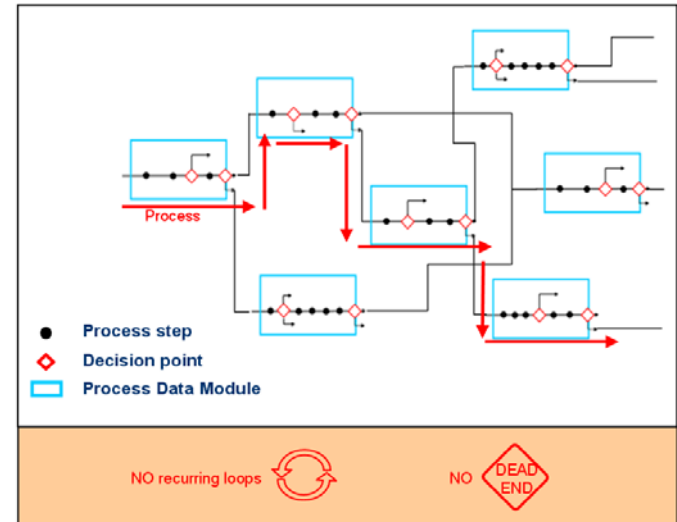 Process
Process step
Decision point
Process Data Module
NO recurring loops
NO DEAD
END